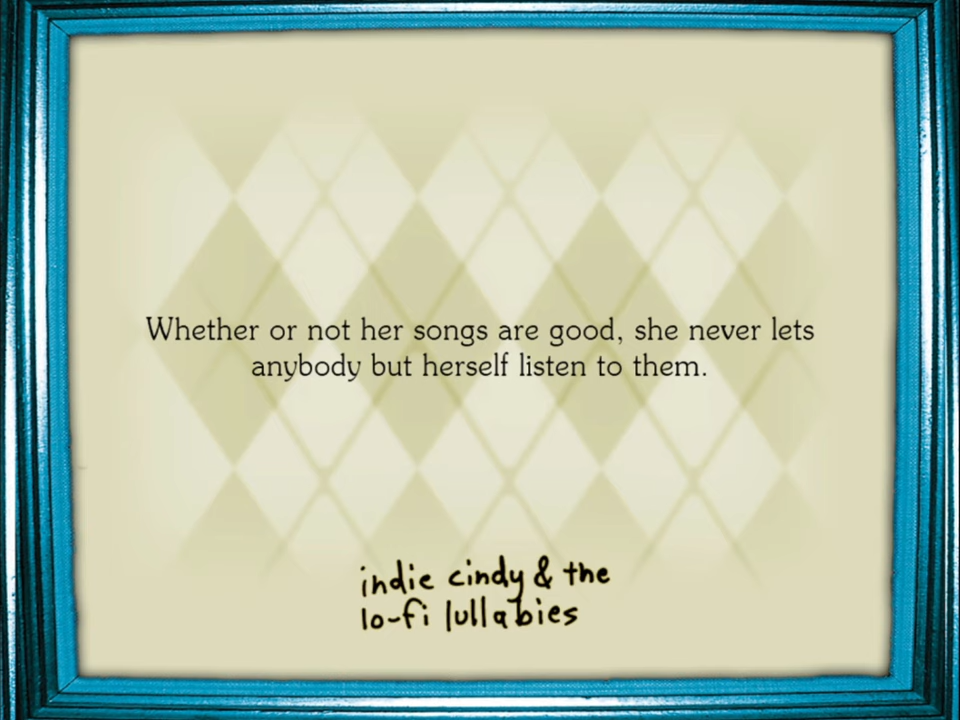 Whether or not her songs are good, she never lets
anybody but herself listen to them.
indie cindy & the
lo-fi lullabies